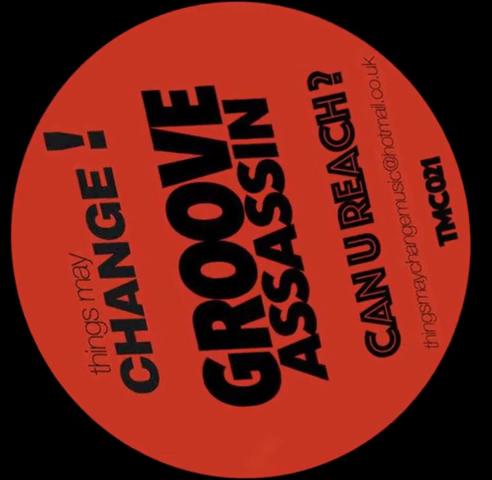 things may
CHANGE!
GROOVE
ASSASSIN
CAN U REACH?
thingsmaychangemusic@hotmail.co.uk
TMC021